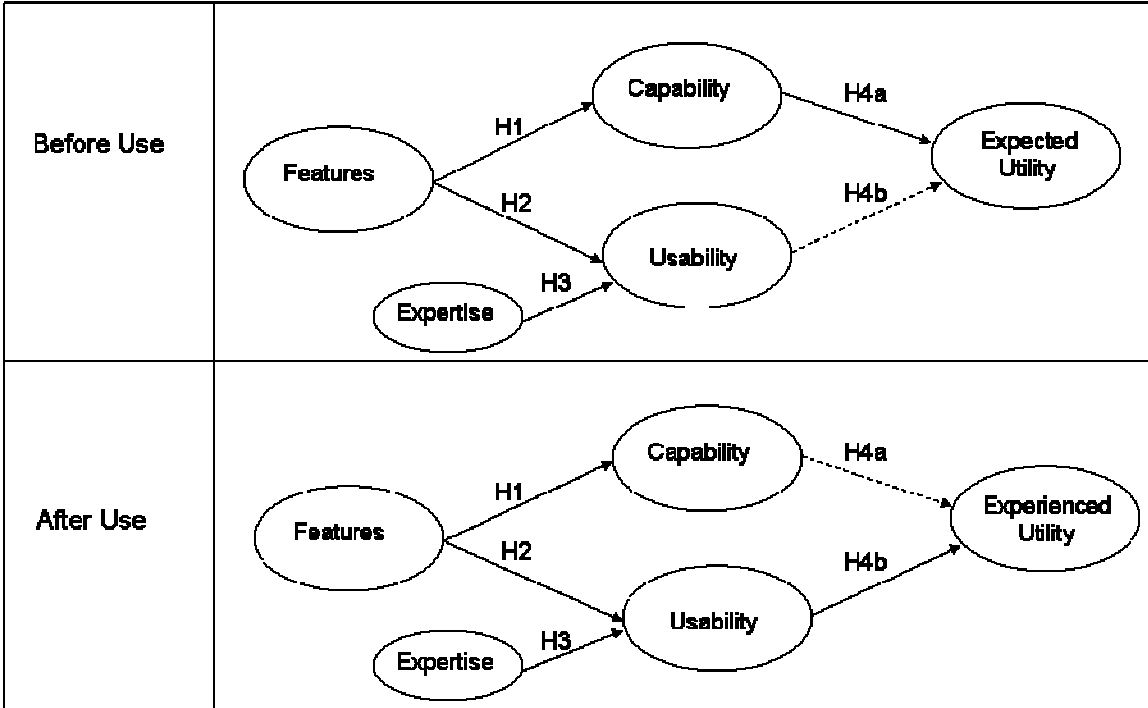 Before Use
Features
H1
H2
Capability
Usability
Expertise
H3
H4a
H4b
Expected
Utility
After Use
Features
H1
H2
Capability
Usability
Expertise
H3
H4a
H4b
Experienced
Utility